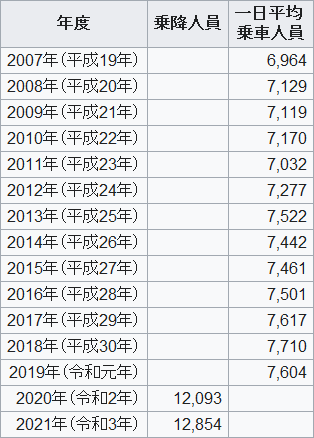 年度 乗降人員 一日平均
乗車人員
2007年(平成19年) 6,964
2008年(平成20年) 7,129
2009年(平成21年) 7,119
2010年(平成22年) 7,170
2011年(平成23年) 7,032
2012年(平成24年) 7,277
2013年(平成25年) 7,522
2014年(平成26年) 7,442
2015年(平成27年) 7,461
2016年(平成28年) 7,501
2017年(平成29年) 7,617
2018年(平成30年) 7,710
2019年(令和元年) 7,604
2020年(令和2年) 12,093
2021年(令和3年) 12,854